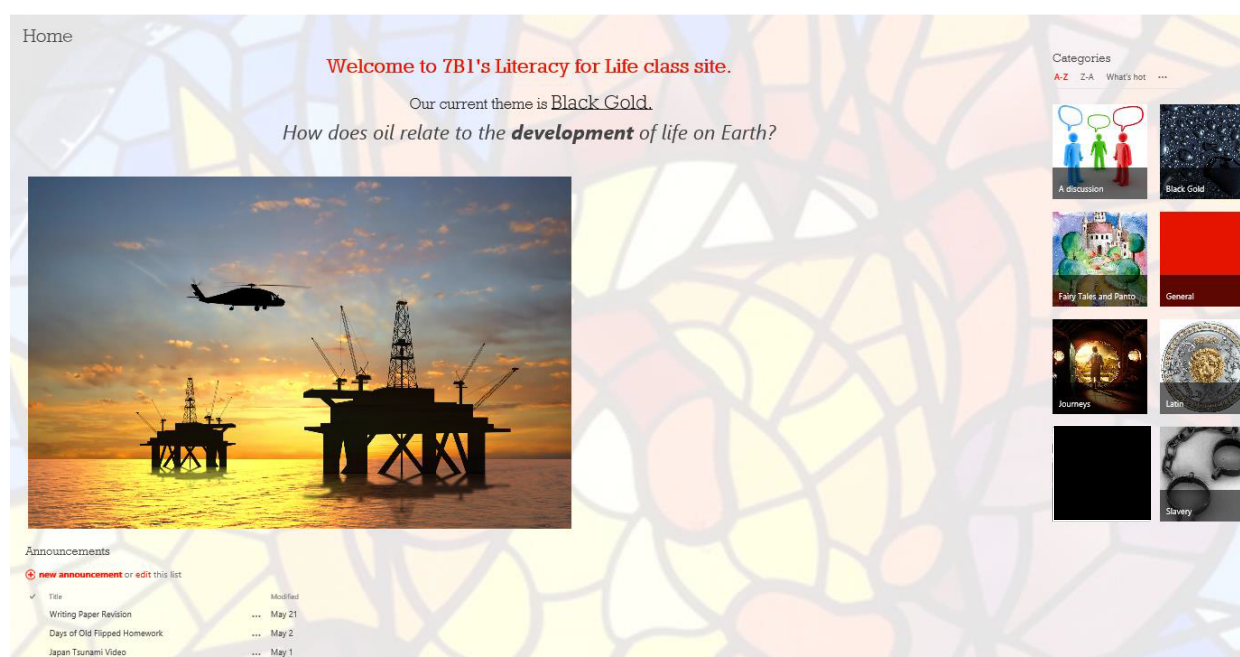 Home
Welcome to 7B1's Literacy for Life class site.
Our current theme is Black Gold.
How does oil relate to the development of life on Earth?
Categories
A-Z Z-A What's hot ...
A discussion
Black Gold
Fairy Tales and Panto
General
Journeys
Latin
Slavery
Announcements
new announcement or edit this list
Title Modified
Writing Paper Revision ... May 21
Days of Old Flipped Homework ... May 2
Japan Tsunami Video ... May 1